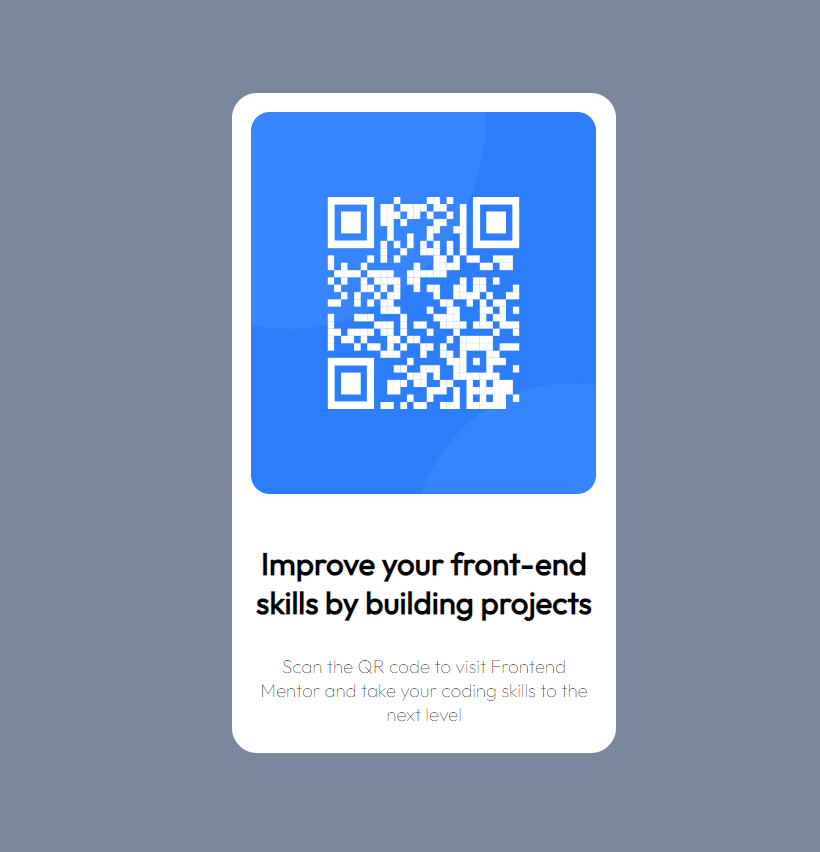 Improve your front-end
skills by building projects
Scan the QR code to visit Frontend
Mentor and take your coding skills to the
next level